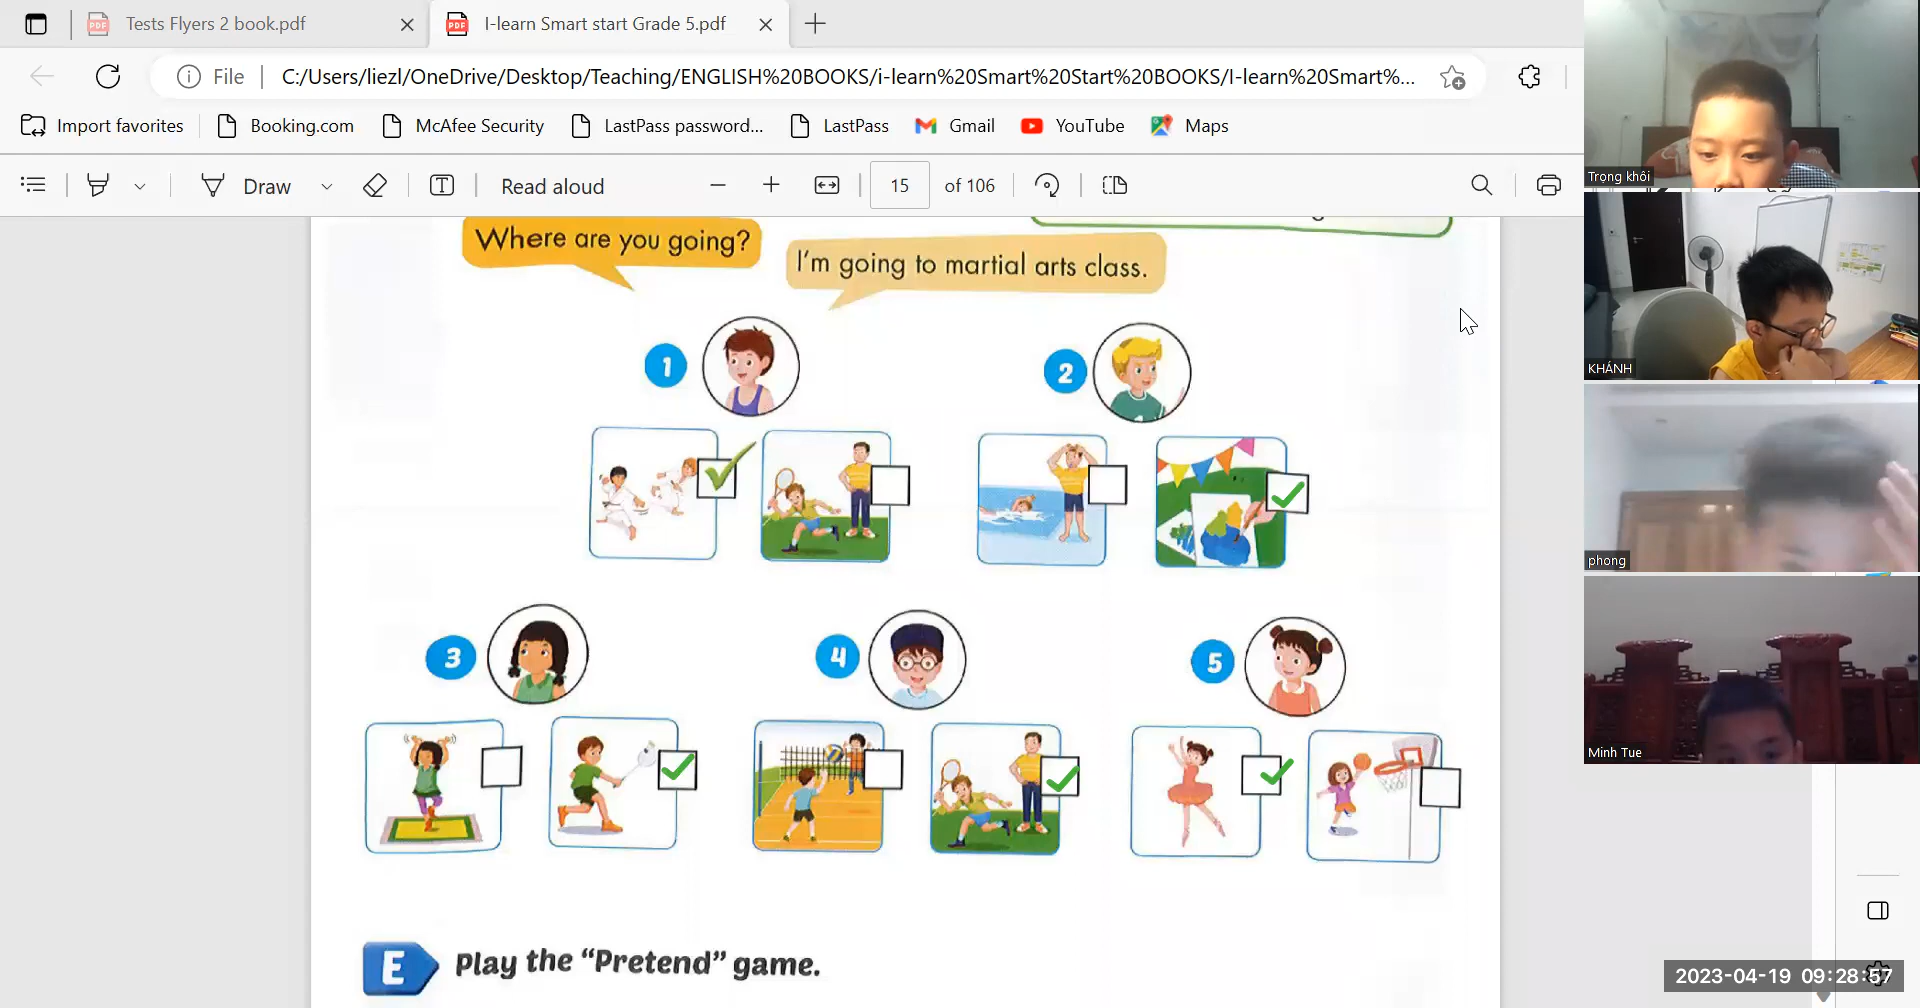 Tests Flyers 2 book.pdf
I-learn Smart start Grade 5.pdf
File
C:/Users/liezl/OneDrive/Desktop/Teaching/ENGLISH%20BOOKS/i-learn%20Smart%20Start%20BOOKS/I-learn%20Smart%...
Import favorites
Booking.com
McAfee Security
LastPass password...
LastPass
Gmail
YouTube
Maps
Draw
Read aloud
15 of 106
Where are you going?
I'm going to martial arts class.
1
2
3
4
5
E Play the "Pretend" game.
Trọng khôi
KHÁNH
phong
Minh Tue
2023-04-19 09:28:57